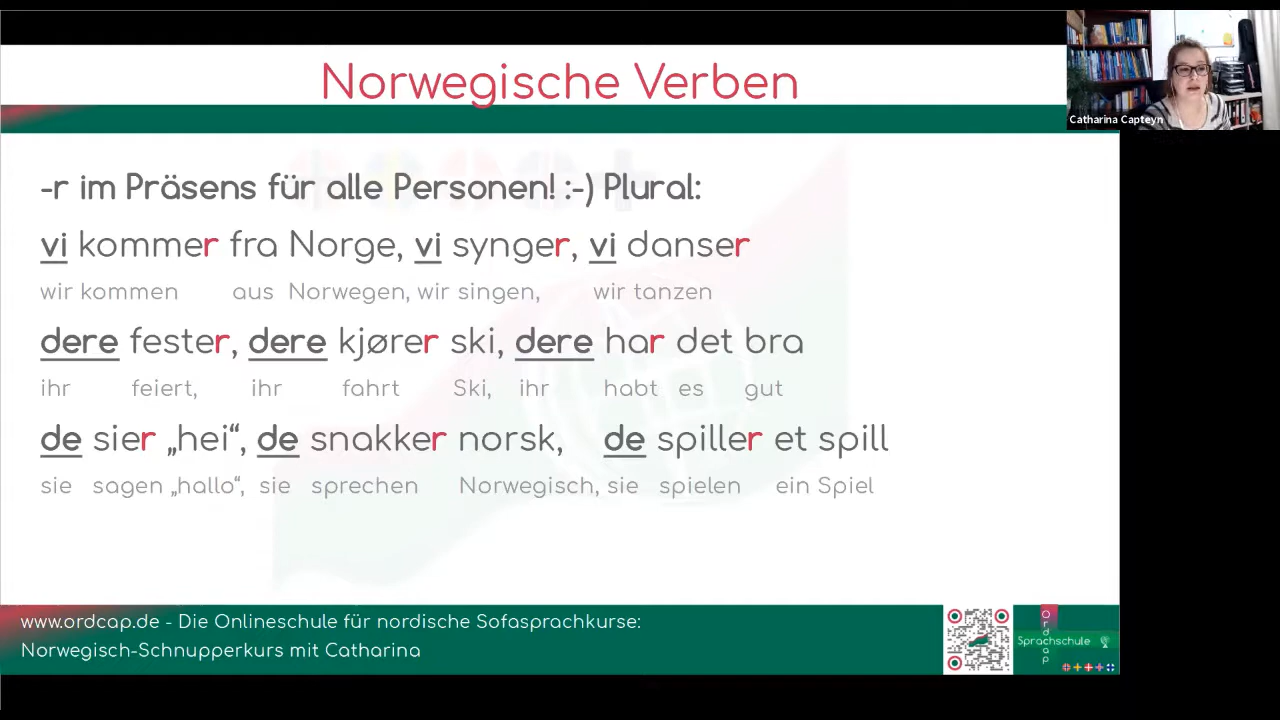 Norwegische Verben
Catharina Capteyn
-r im Präsens für alle Personen! :-) Plural:
vi kommer fra Norge, vi synger, vi danser
wir kommen aus Norwegen, wir singen, wir tanzen
dere fester, dere kjører ski, dere har det bra
ihr feiert, ihr fahrt Ski, ihr habt es gut
de sier „hei“, de snakker norsk, de spiller et spill
sie sagen „hallo“, sie sprechen Norwegisch, sie spielen ein Spiel
www.ordcap.de - Die Onlineschule für nordische Sofasprachkurse:
Norwegisch-Schnupperkurs mit Catharina
Ordcap
Sprachschule